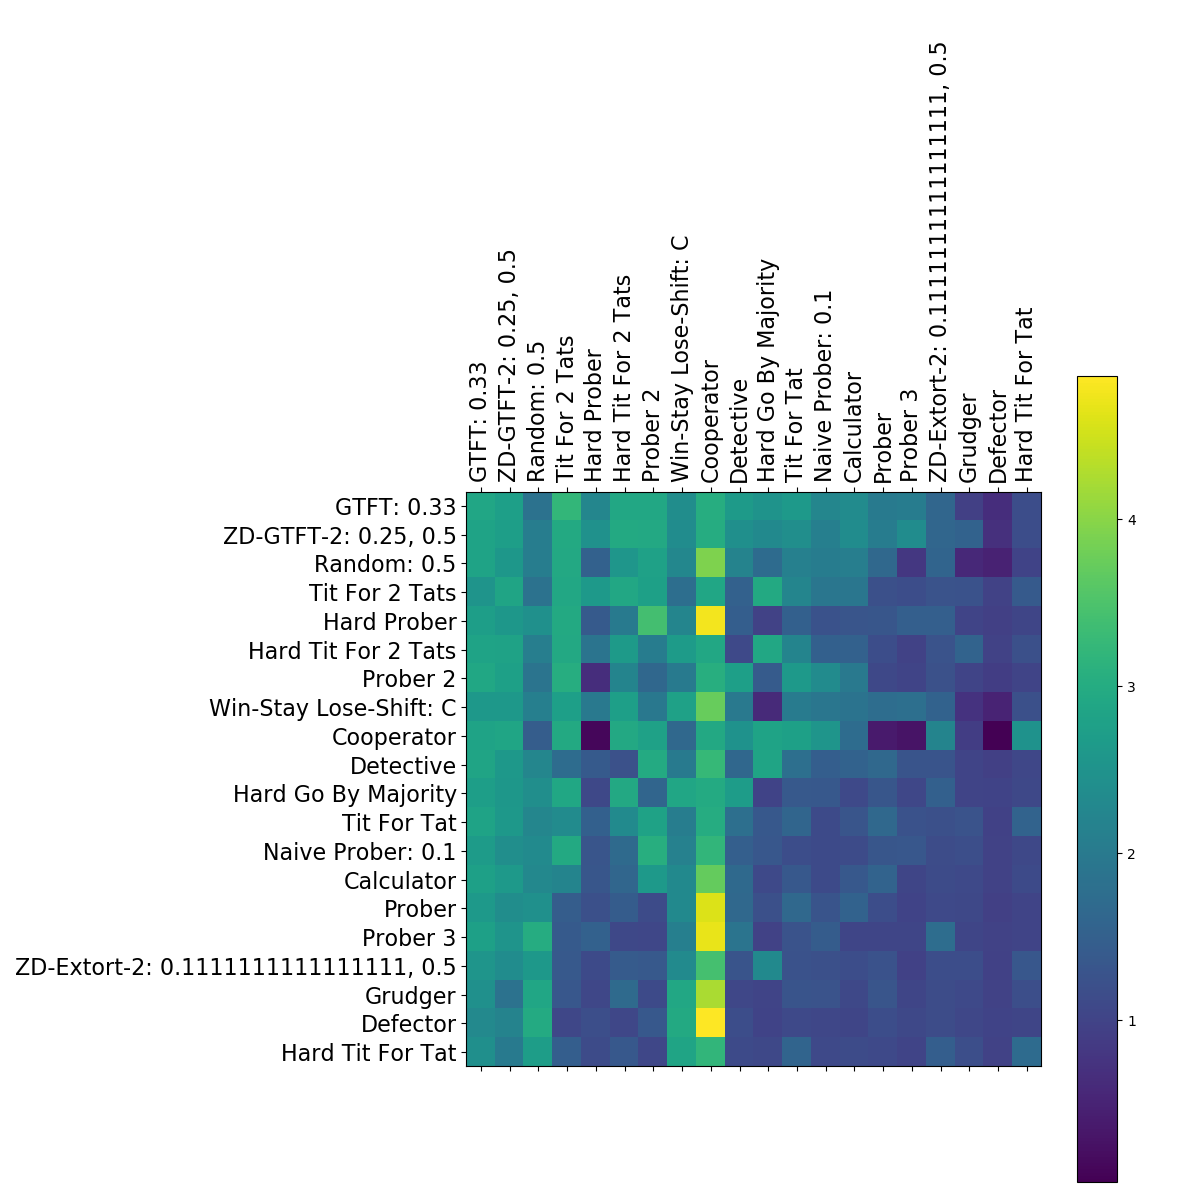 GTFT: 0.33
ZD-GTFT-2: 0.25, 0.5
Random: 0.5
Tit For 2 Tats
Hard Prober
Hard Tit For 2 Tats
Prober 2
Win-Stay Lose-Shift: C
Cooperator
Detective
Hard Go By Majority
Tit For Tat
Naive Prober: 0.1
Calculator
Prober
Prober 3
ZD-Extort-2: 0.1111111111111111, 0.5
Grudger
Defector
Hard Tit For Tat
GTFT: 0.33
ZD-GTFT-2: 0.25, 0.5
Random: 0.5
Tit For 2 Tats
Hard Prober
Hard Tit For 2 Tats
Prober 2
Win-Stay Lose-Shift: C
Cooperator
Detective
Hard Go By Majority
Tit For Tat
Naive Prober: 0.1
Calculator
Prober
Prober 3
ZD-Extort-2: 0.1111111111111111, 0.5
Grudger
Defector
Hard Tit For Tat
4
3
2
1